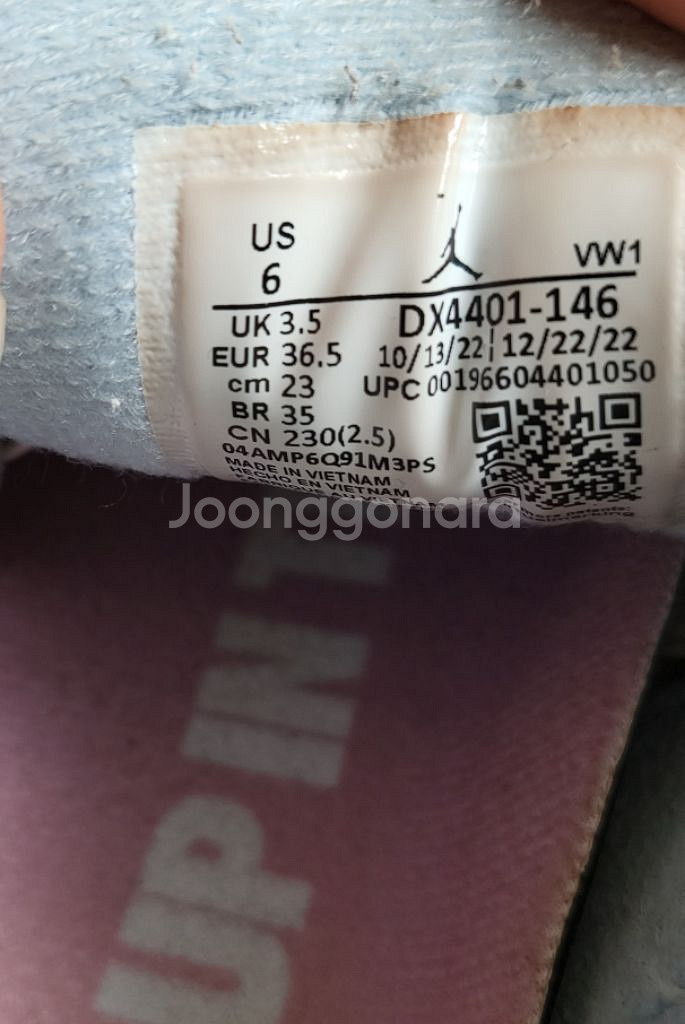 US
6
VW1
UK 3.5
DX4401-146
EUR 36.5
10/13/22 | 12/22/22
cm 23
UPC 00196604401050
BR 35
CN 230(2.5)
04AMP6Q91M3PS
MADE IN VIETNAM
HECHO EN VIETNAM
Joonggonara
UP IN T